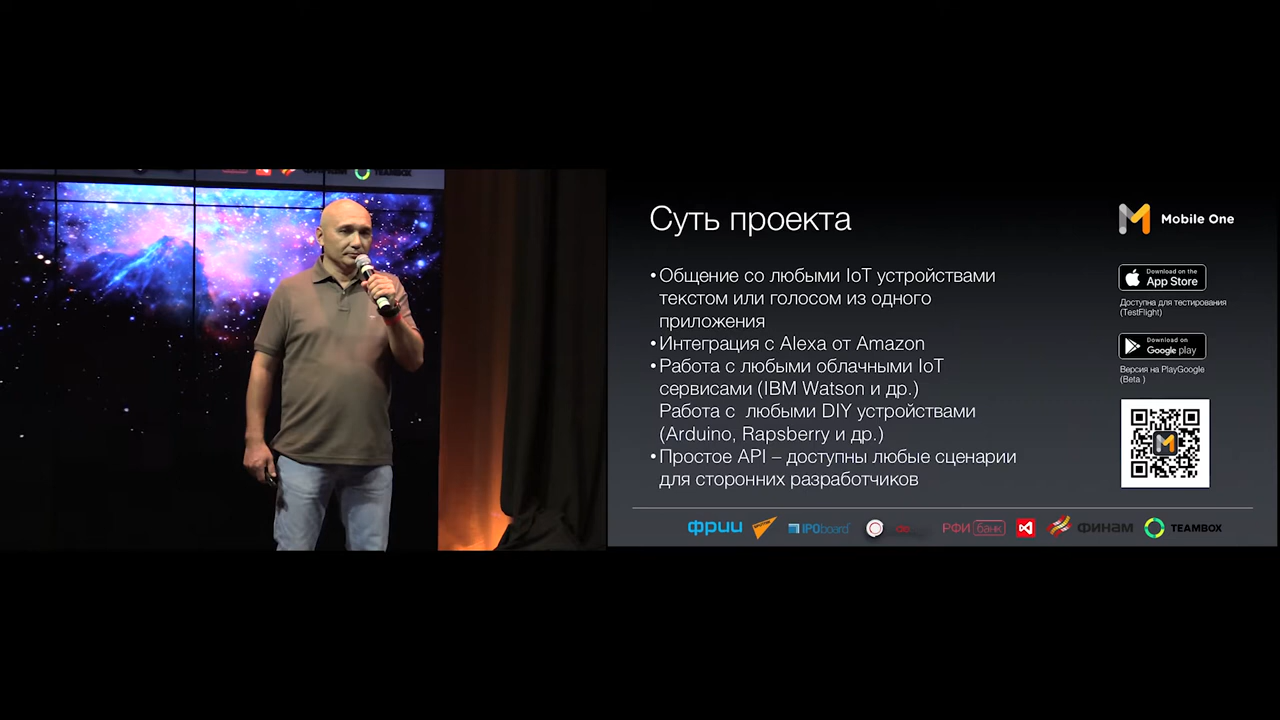 ФИНАМ
TEAMBOX
Суть проекта
Mobile One
• Общение со любыми IoT устройствами
текстом или голосом из одного
приложения
• Интеграция с Alexa от Amazon
• Работа с любыми облачными IoT
сервисами (IBM Watson и др.)
Работа с любыми DIY устройствами
(Arduino, Rapsberry и др.)
• Простое API – доступны любые сценарии
для сторонних разработчиков
Download on the
App Store
Доступна для тестирования
(TestFlight)
Download on
Google play
Версия на PlayGoogle
(Beta )
фрии
IPOboard
РФИ банк
ФИНАМ
TEAMBOX